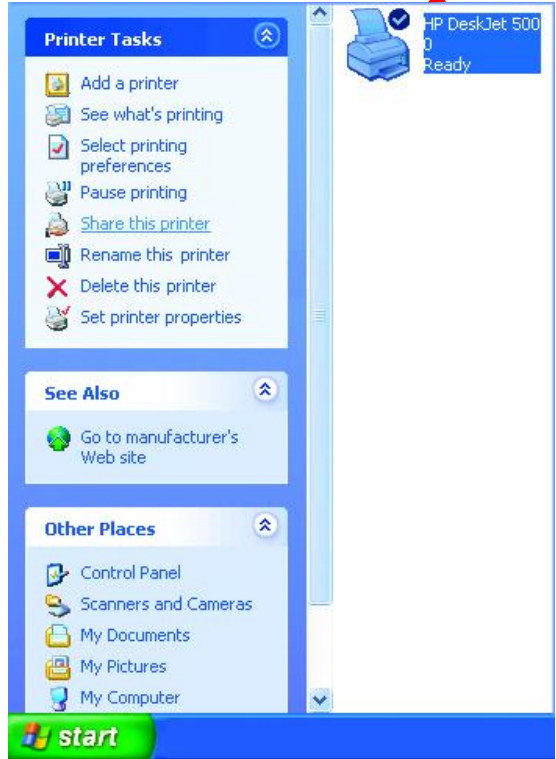 Printer Tasks
Add a printer
See what's printing
Select printing
preferences
Pause printing
Share this printer
Rename this printer
Delete this printer
Set printer properties
See Also
Go to manufacturer's
Web site
Other Places
Control Panel
Scanners and Cameras
My Documents
My Pictures
My Computer
HP DeskJet 500
0
Ready
start